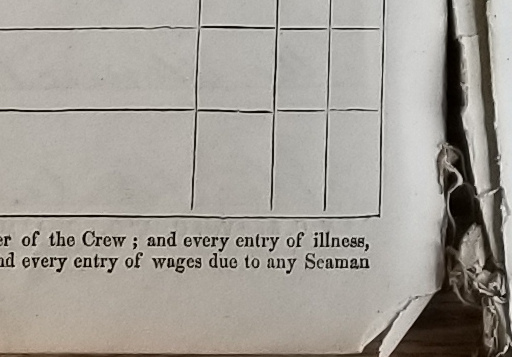 er of the Crew ; and every entry of illness,
nd every entry of wages due to any Seaman